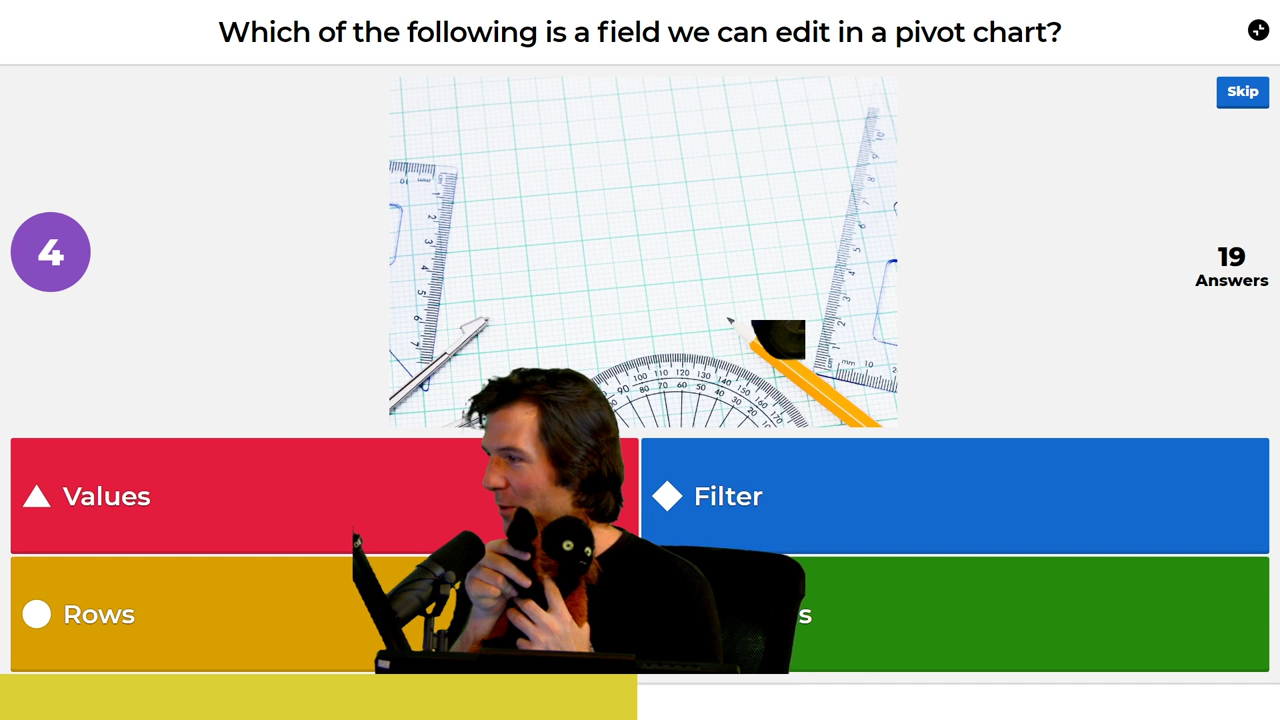 Which of the following is a field we can edit in a pivot chart?
Skip
4
19
Answers
Values
Filter
Rows
s